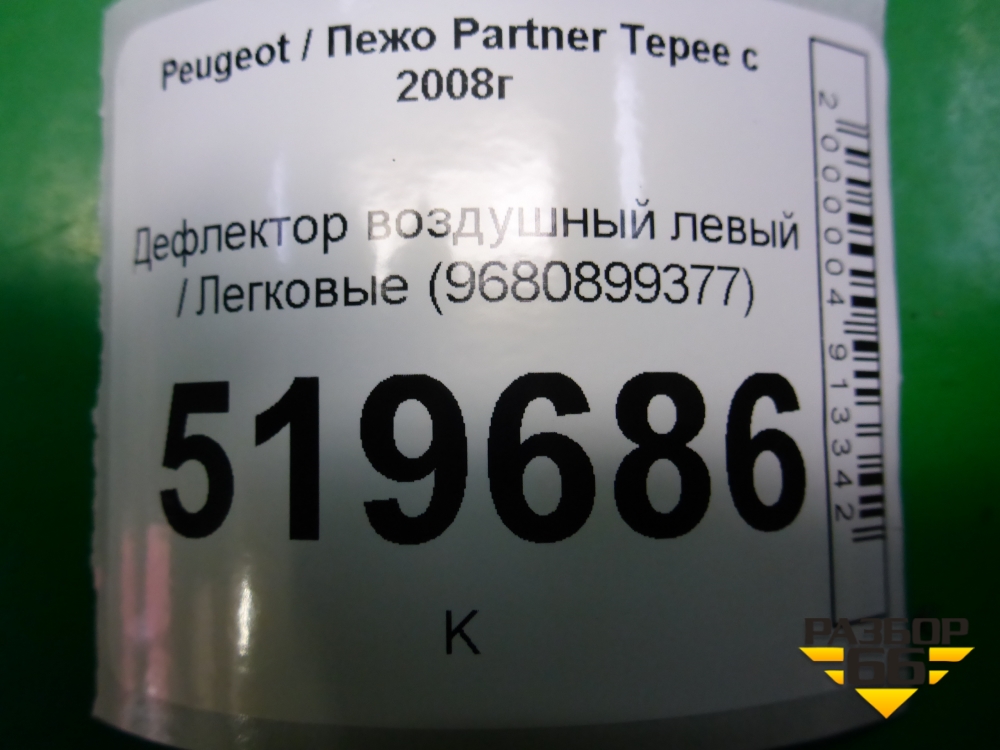 Peugeot / Пежо Partner Tepee с
2008г
Дефлектор воздушный левый
/ Легковые (9680899377)
519686
К
2000004913342
РАЗБОР
66